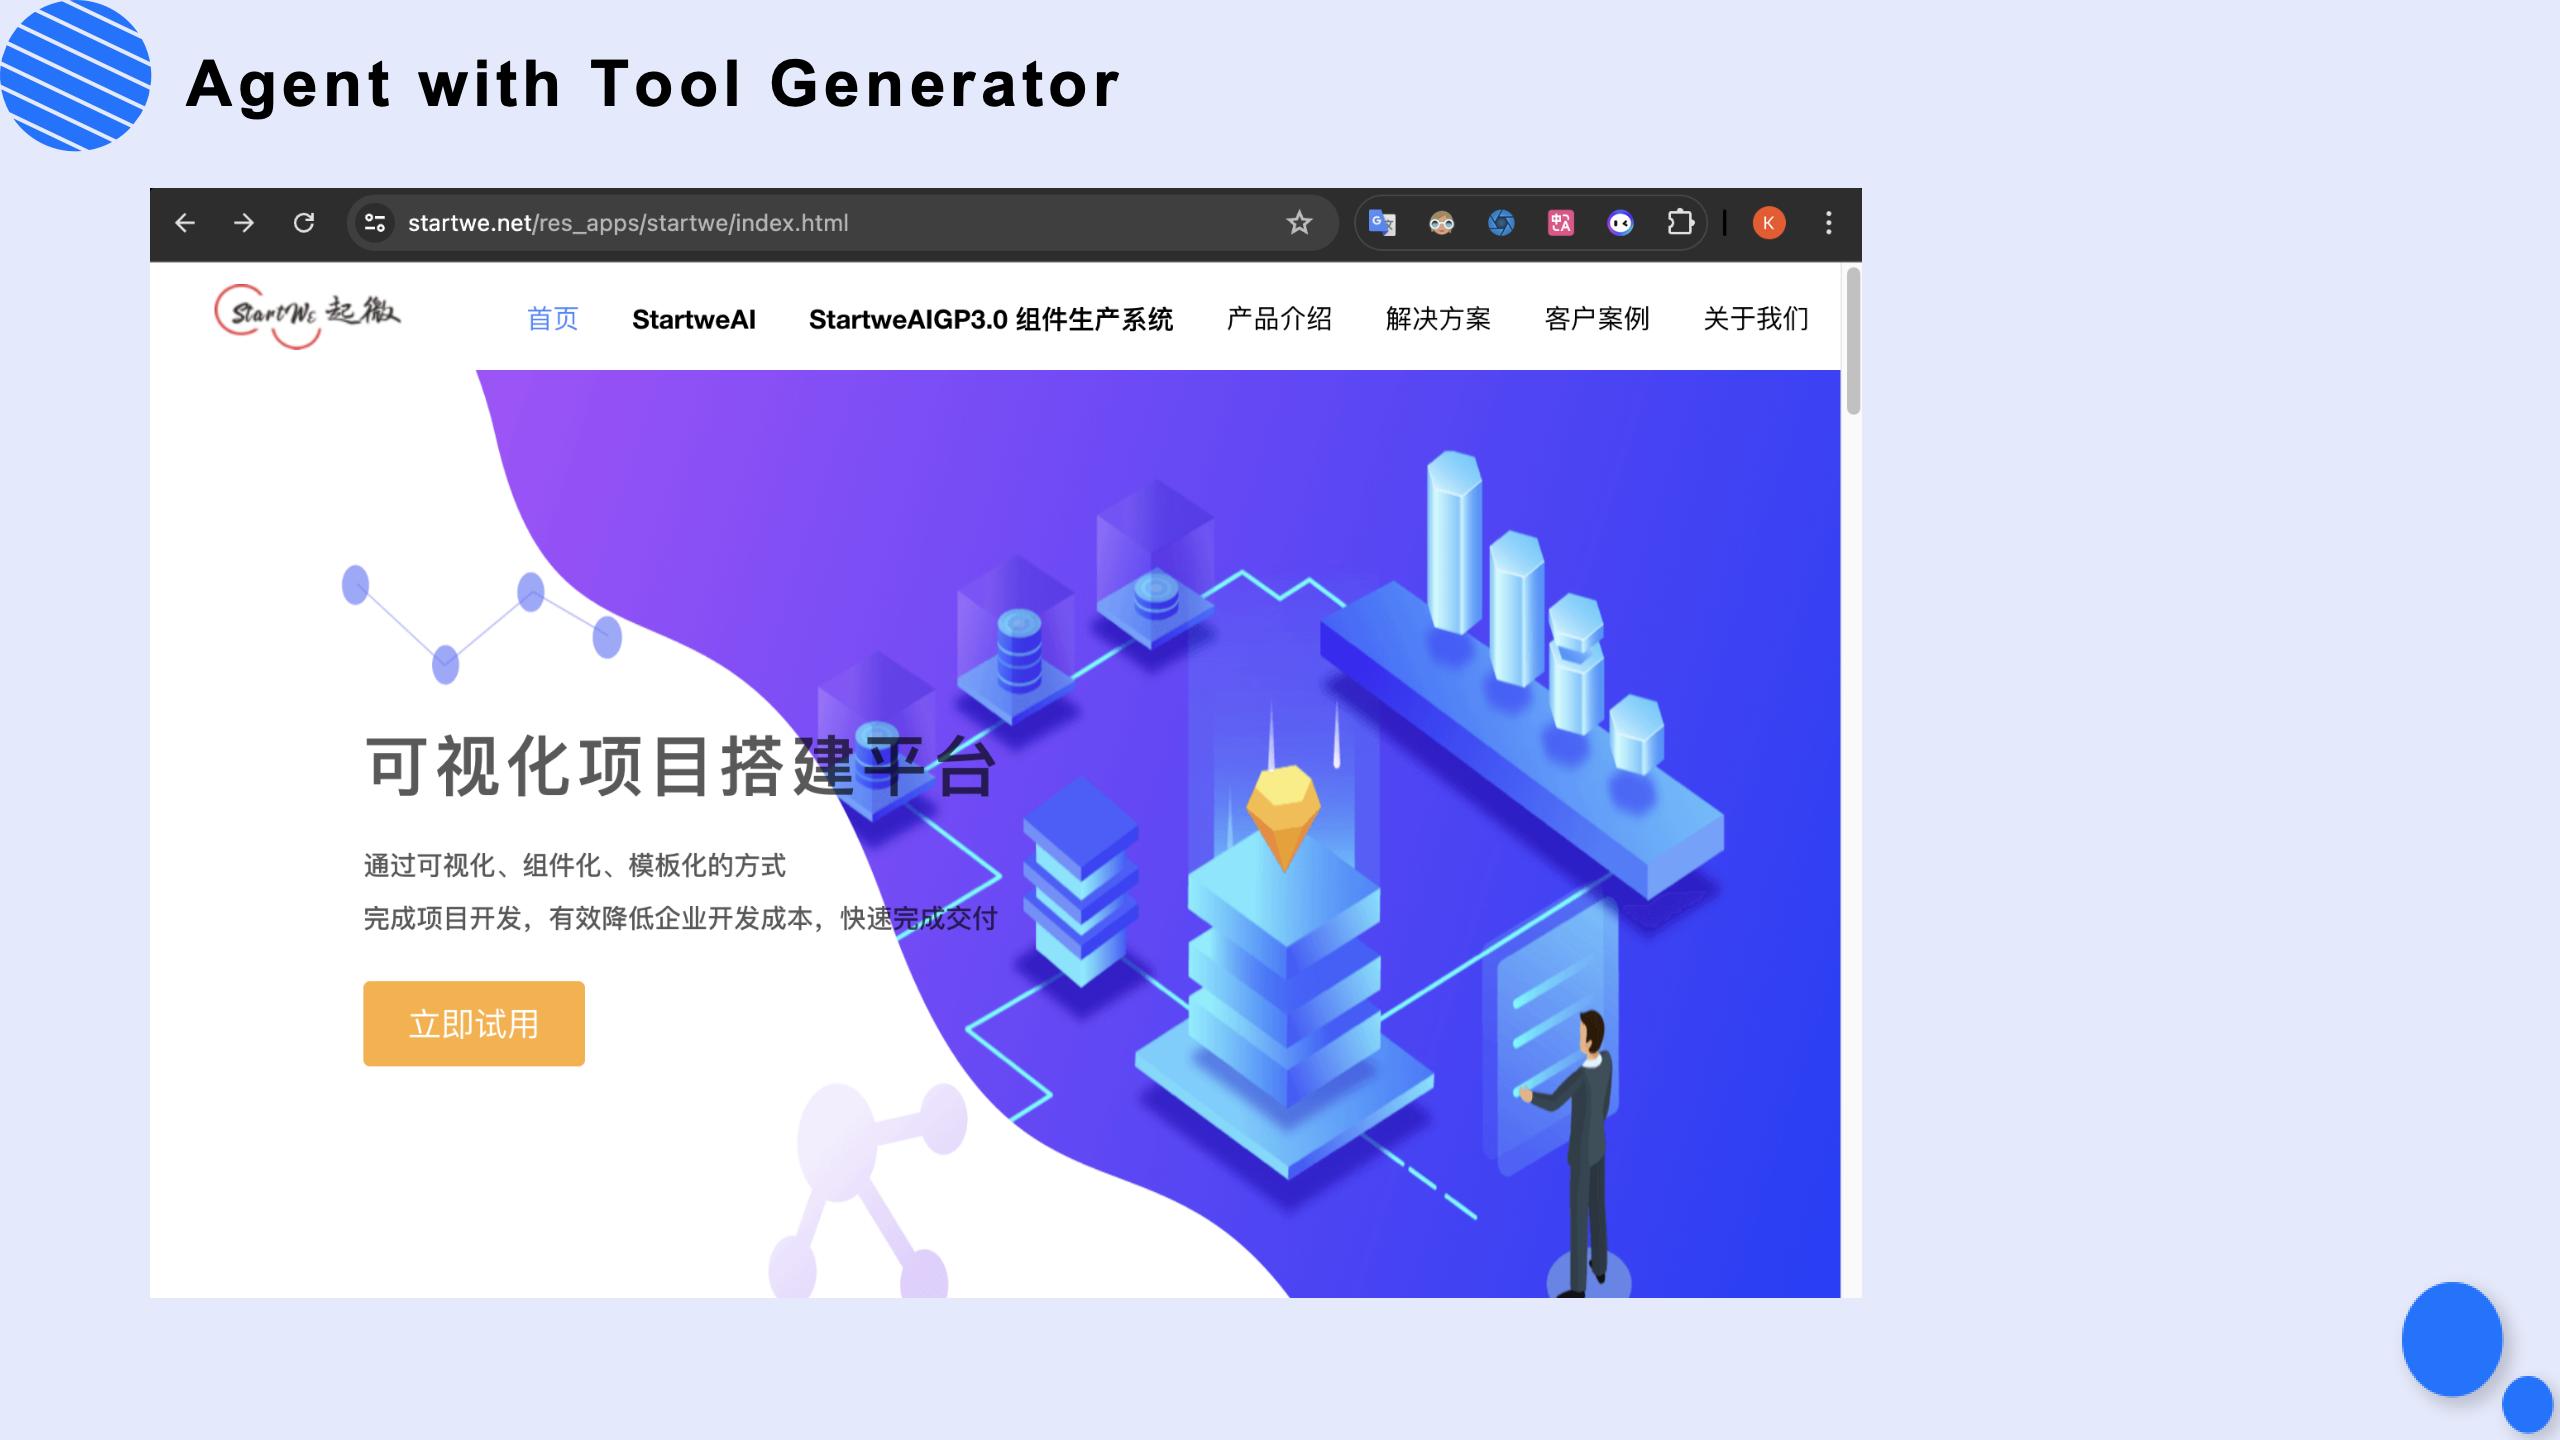 Agent with Tool Generator
startwe.net/res_apps/startwe/index.html
K
StartWe 起微
首页 StartweAI StartweAIGP3.0 组件生产系统 产品介绍 解决方案 客户案例 关于我们
可视化项目搭建平台
通过可视化、组件化、模板化的方式
完成项目开发，有效降低企业开发成本，快速完成交付
立即试用